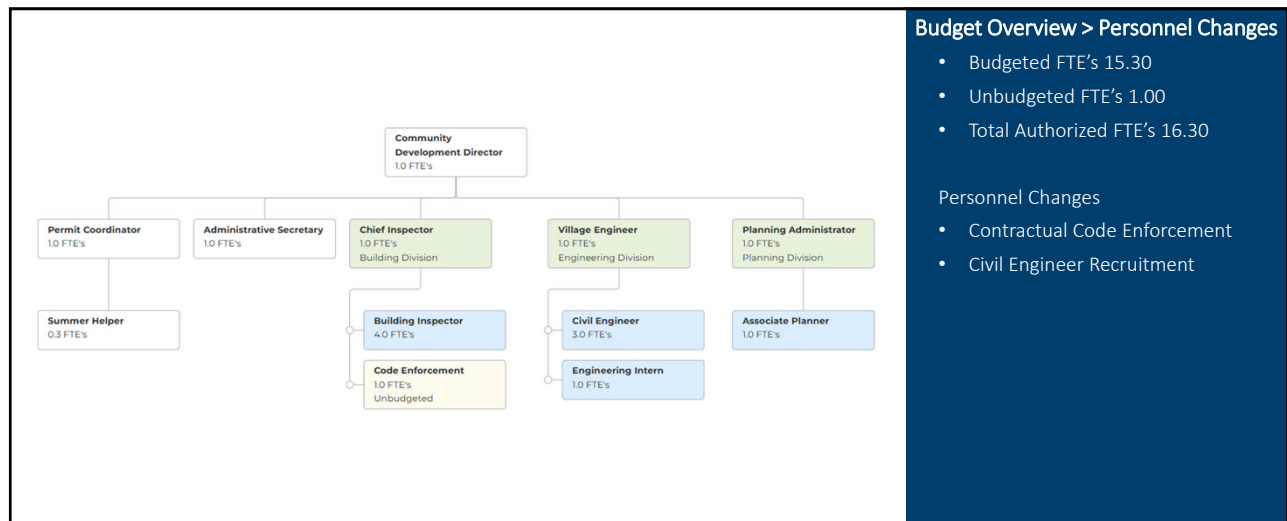 Budget Overview > Personnel Changes
• Budgeted FTE’s 15.30
• Unbudgeted FTE’s 1.00
• Total Authorized FTE’s 16.30
Personnel Changes
• Contractual Code Enforcement
• Civil Engineer Recruitment
Community
Development Director
1.0 FTE's
Permit Coordinator
1.0 FTE's
Administrative Secretary
1.0 FTE's
Chief Inspector
1.0 FTE's
Building Division
Village Engineer
1.0 FTE's
Engineering Division
Planning Administrator
1.0 FTE's
Planning Division
Summer Helper
0.3 FTE's
Building Inspector
4.0 FTE's
Civil Engineer
3.0 FTE's
Associate Planner
1.0 FTE's
Code Enforcement
1.0 FTE's
Unbudgeted
Engineering Intern
1.0 FTE's